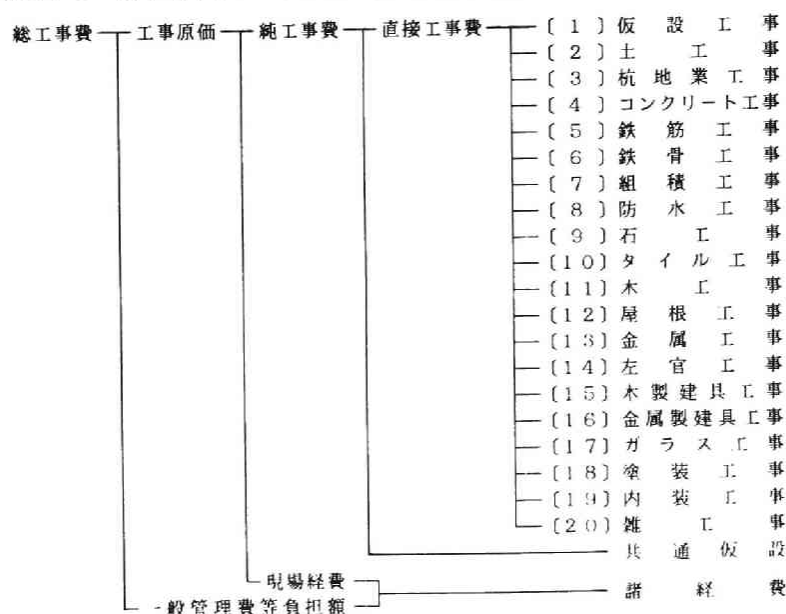 総工事費 工事原価 純工事費 直接工事費 〔1〕仮設工事
〔2〕土工事
〔3〕杭地業工事
〔4〕コンクリート工事
〔5〕鉄筋工事
〔6〕鉄骨工事
〔7〕組積工事
〔8〕防水工事
〔9〕石工事
〔10〕タイル工事
〔11〕木工事
〔12〕屋根工事
〔13〕金属工事
〔14〕左官工事
〔15〕木製建具工事
〔16〕金属製建具工事
〔17〕ガラス工事
〔18〕塗装工事
〔19〕内装工事
〔20〕雑工事
共通仮設
現場経費
諸経費
一般管理費等負担額